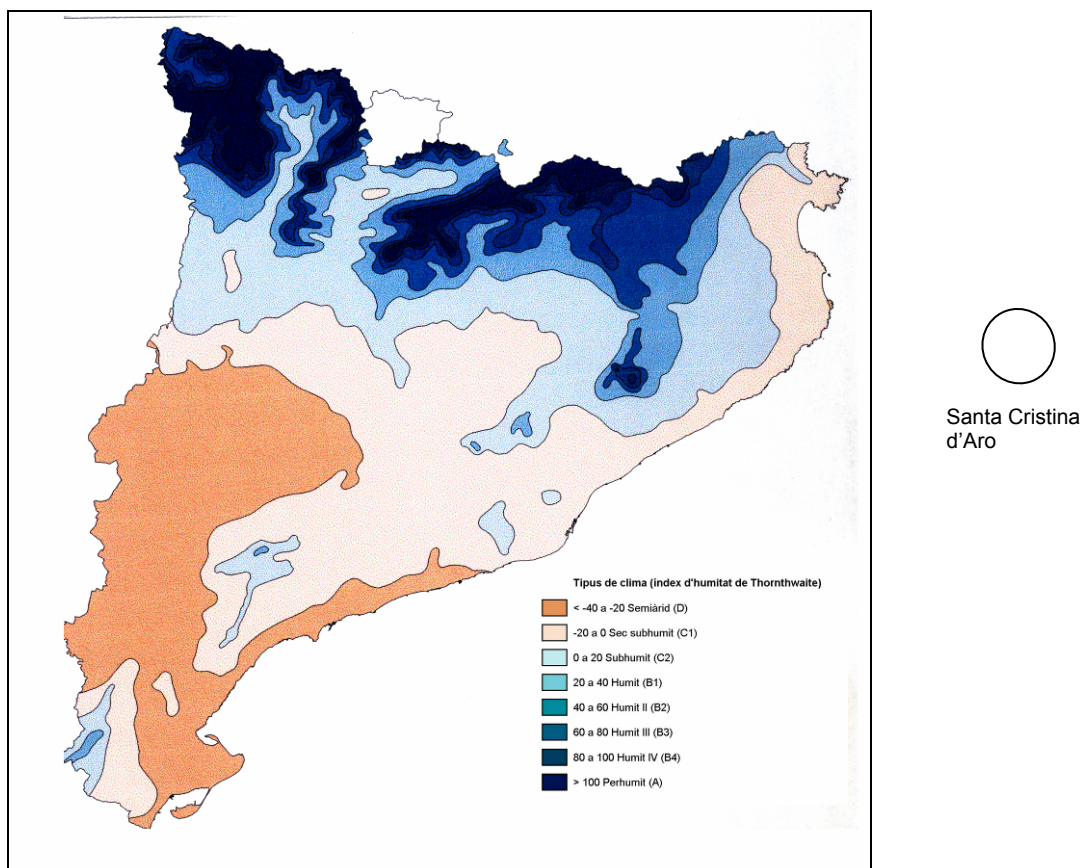 Tipus de clima (índex d'humitat de Thornthwaite)
< -40 a -20 Semiàrid (D)
-20 a 0 Sec subhumit (C1)
0 a 20 Subhumit (C2)
20 a 40 Humit (B1)
40 a 60 Humit II (B2)
60 a 80 Humit III (B3)
80 a 100 Humit IV (B4)
> 100 Perhumit (A)
Santa Cristina
d'Aro